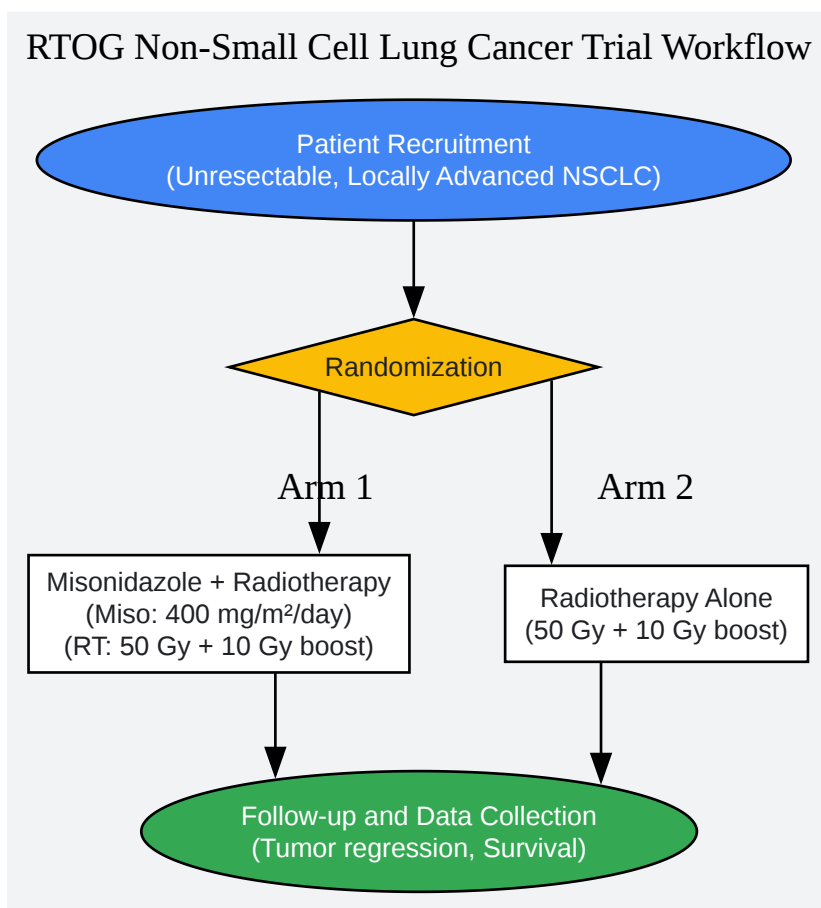 RTOG Non-Small Cell Lung Cancer Trial Workflow
Patient Recruitment
(Unresectable, Locally Advanced NSCLC)
Randomization
Arm 1
Arm 2
Misonidazole + Radiotherapy
(Miso: 400 mg/m²/day)
(RT: 50 Gy + 10 Gy boost)
Radiotherapy Alone
(50 Gy + 10 Gy boost)
Follow-up and Data Collection
(Tumor regression, Survival)